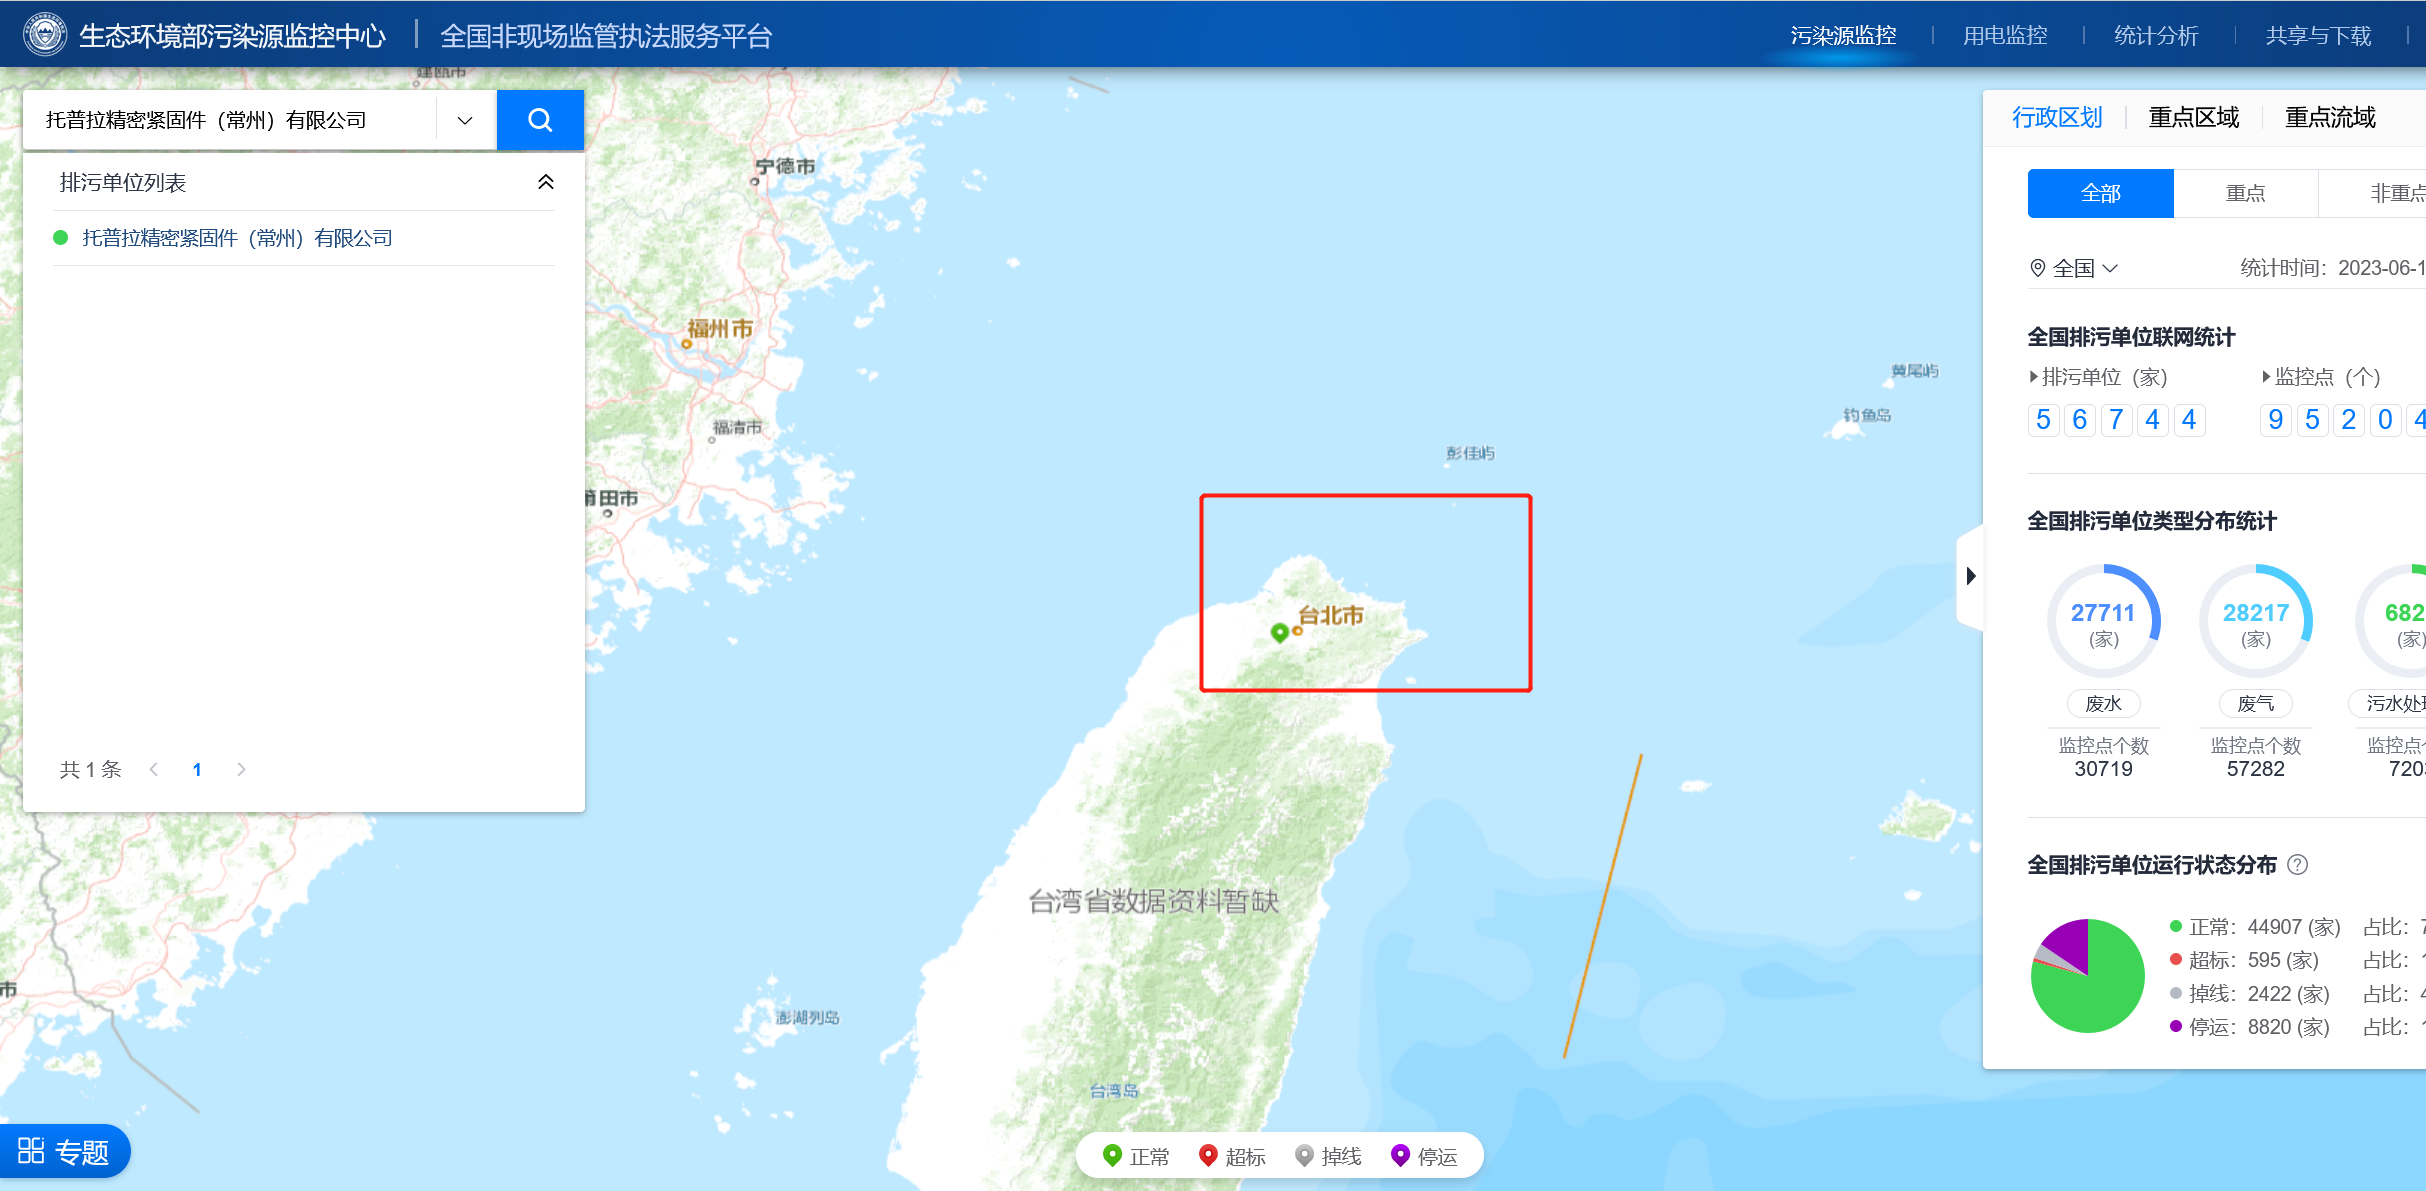 生态环境部污染源监控中心
全国非现场监管执法服务平台
污染源监控
用电监控
统计分析
共享与下载
建瓯市
托普拉精密紧固件（常州）有限公司
排污单位列表
托普拉精密紧固件（常州）有限公司
共 1 条
1
宁德市
福州市
福清市
莆田市
黄尾屿
钓鱼岛
彭佳屿
台北市
台湾省数据资料暂缺
澎湖列岛
台湾岛
市
行政区划
重点区域
重点流域
全部
重点
非重点
全国
统计时间：2023-06-1
全国排污单位联网统计
排污单位（家）
监控点（个）
56744
95204
全国排污单位类型分布统计
27711
(家)
废水
监控点个数
30719
28217
(家)
废气
监控点个数
57282
682
(家)
污水处理
监控点个
720
全国排污单位运行状态分布
正常：44907 (家) 占比：7
超标：595 (家) 占比：
掉线：2422 (家) 占比：4
停运：8820 (家) 占比：
专题
正常
超标
掉线
停运